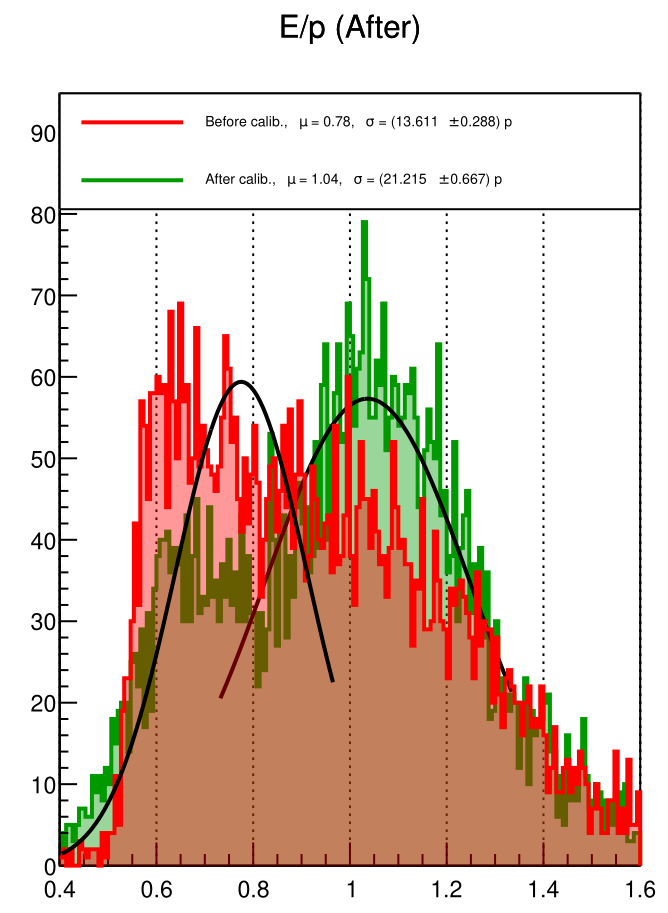 E/p (After)
Before calib., μ = 0.78, σ = (13.611 ±0.288) p
After calib., μ = 1.04, σ = (21.215 ±0.667) p
90
80
70
60
50
40
30
20
10
0
0.4 0.6 0.8 1 1.2 1.4 1.6